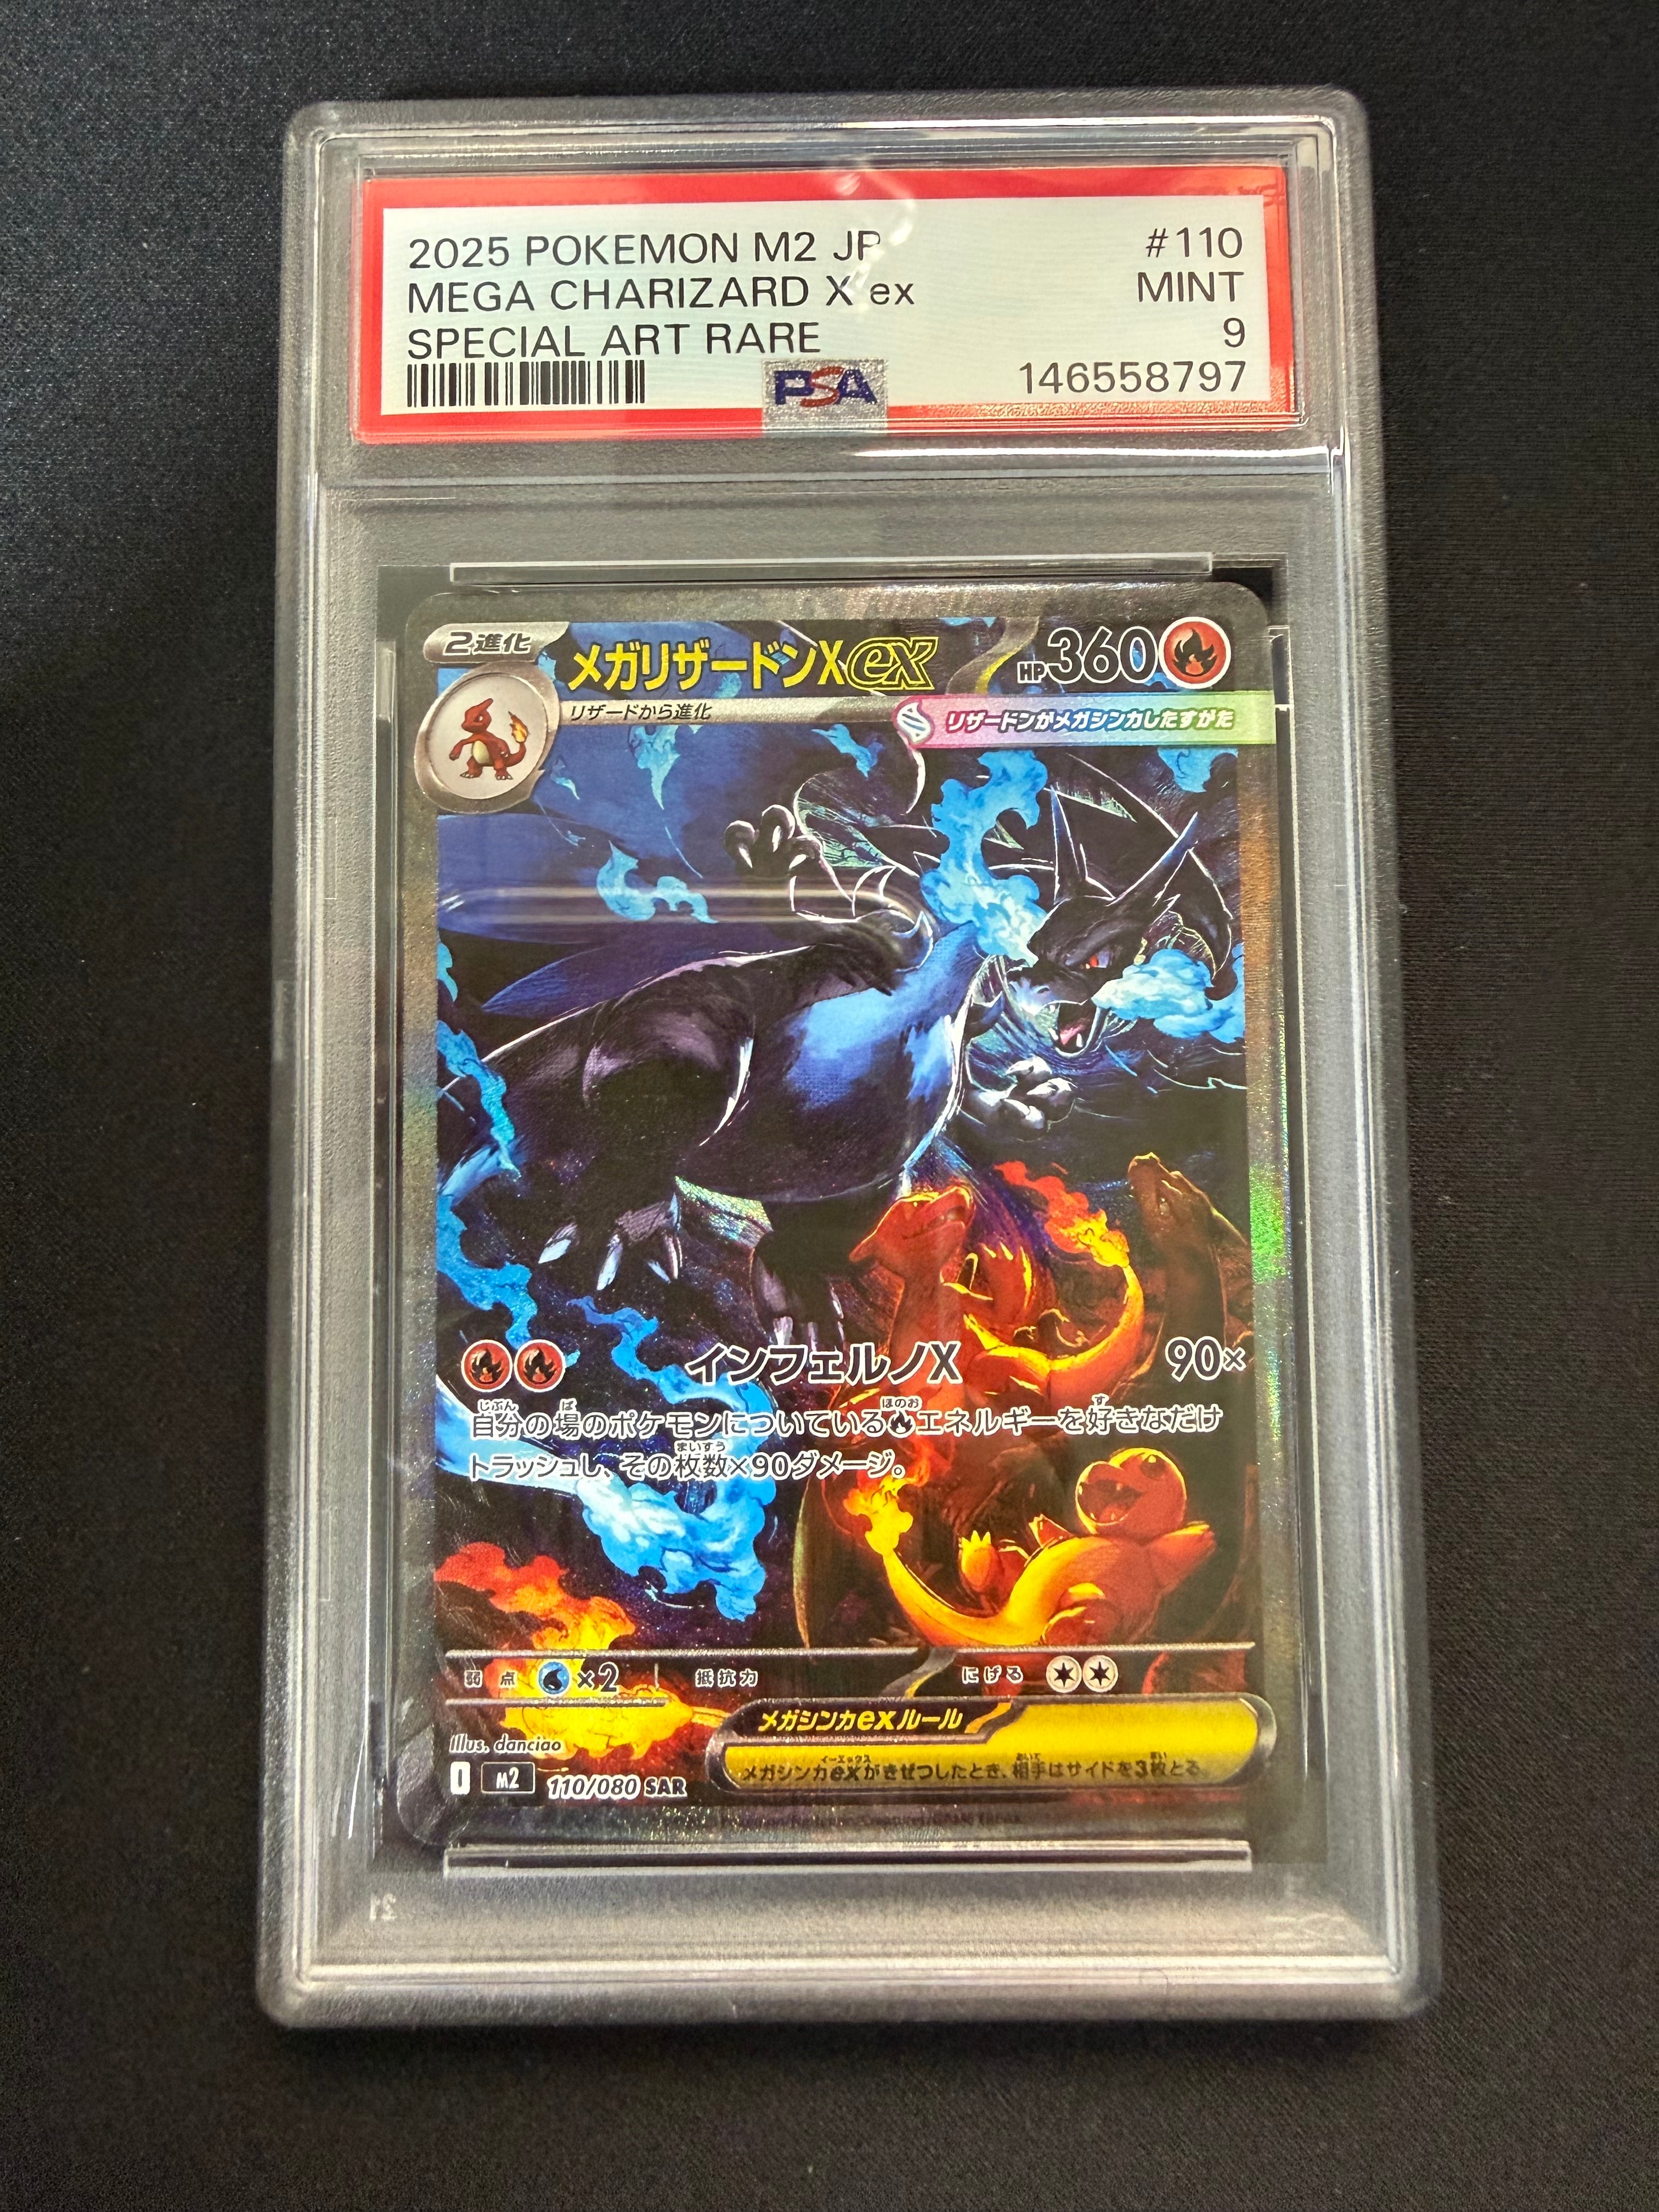 2025 POKEMON M2 JP #110
MEGA CHARIZARD X ex MINT
SPECIAL ART RARE 9
PSA 146558797
2進化 メガリザードンXex HP360
リザードから進化
リザードンがメガシンカしたすがた
インフェルノX 90×
自分の場のポケモンについているエネルギーを好きなだけ
トラッシュし、その枚数×90ダメージ。
弱点 ×2 抵抗力 にげる
メガシンカexルール
メガシンカexがきぜつしたとき、相手はサイドを3枚とる。
Illus. danciao
I M2 110/080 SAR